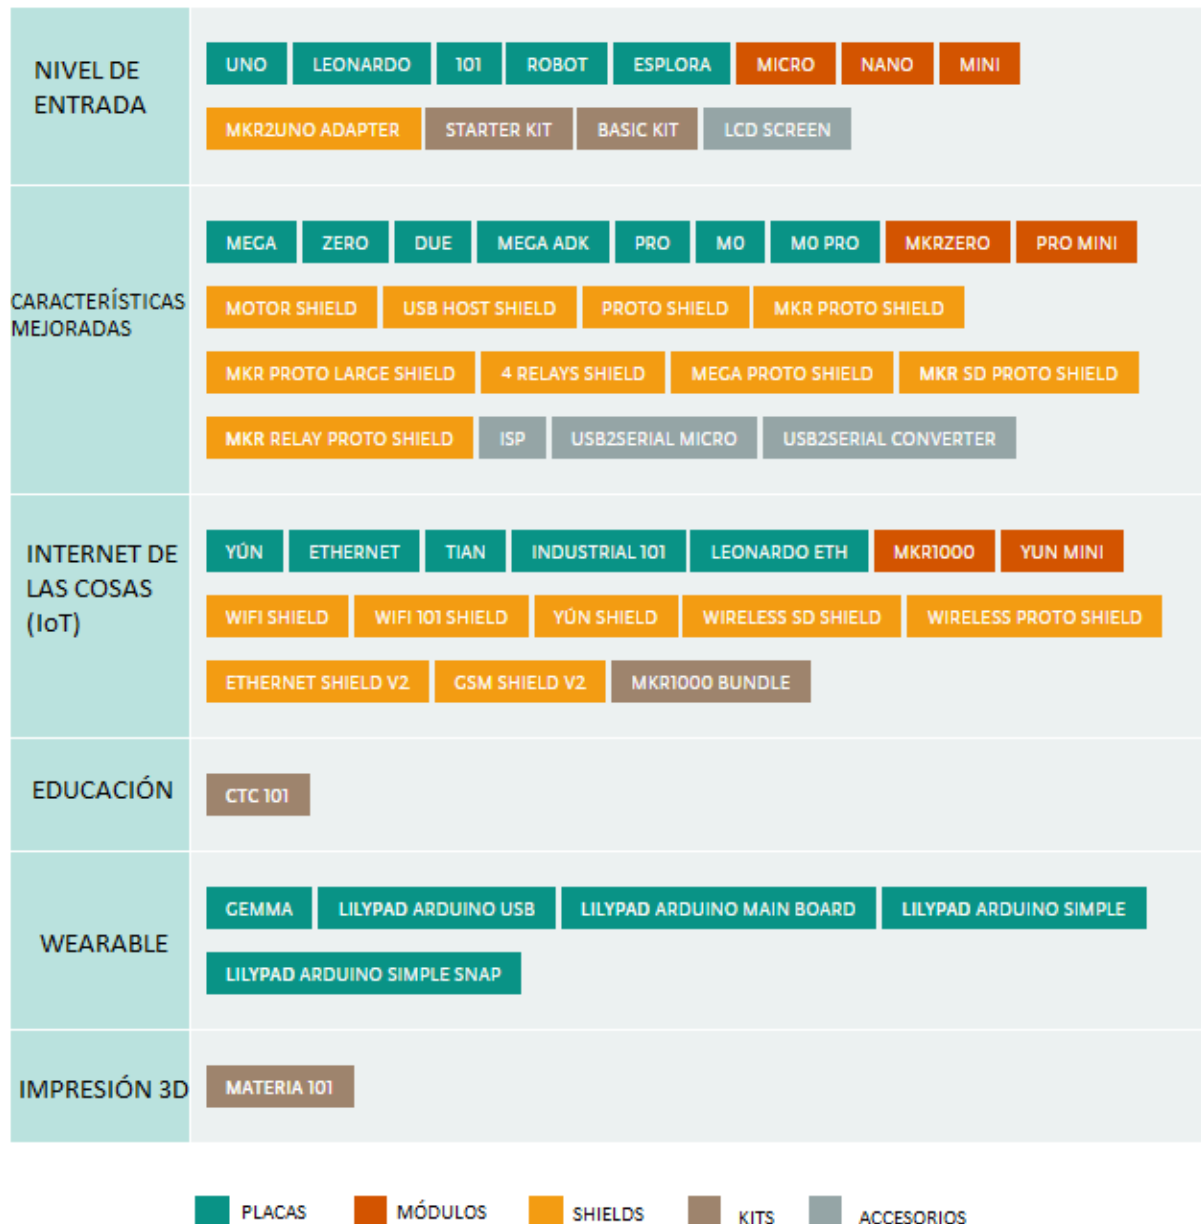 NIVEL DE
ENTRADA
UNO LEONARDO 101 ROBOT ESPLORA MICRO NANO MINI
MKR2UNO ADAPTER STARTER KIT BASIC KIT LCD SCREEN
CARACTERÍSTICAS
MEJORADAS
MEGA ZERO DUE MEGA ADK PRO M0 M0 PRO MKRZERO PRO MINI
MOTOR SHIELD USB HOST SHIELD PROTO SHIELD MKR PROTO SHIELD
MKR PROTO LARGE SHIELD 4 RELAYS SHIELD MEGA PROTO SHIELD MKR SD PROTO SHIELD
MKR RELAY PROTO SHIELD ISP USB2SERIAL MICRO USB2SERIAL CONVERTER
INTERNET DE
LAS COSAS
(IoT)
YÚN ETHERNET TIAN INDUSTRIAL 101 LEONARDO ETH MKR1000 YUN MINI
WIFI SHIELD WIFI 101 SHIELD YÚN SHIELD WIRELESS SD SHIELD WIRELESS PROTO SHIELD
ETHERNET SHIELD V2 GSM SHIELD V2 MKR1000 BUNDLE
EDUCACIÓN
CTC 101
WEARABLE
GEMMA LILYPAD ARDUINO USB LILYPAD ARDUINO MAIN BOARD LILYPAD ARDUINO SIMPLE
LILYPAD ARDUINO SIMPLE SNAP
IMPRESIÓN 3D
MATERIA 101
PLACAS MÓDULOS SHIELDS KITS ACCESORIOS